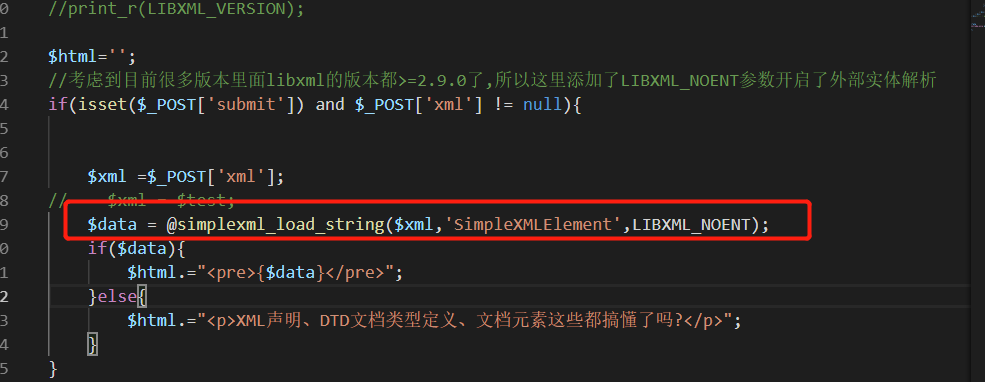 0 //print_r(LIBXML_VERSION);
1
2 $html='';
3 //考虑到目前很多版本里面libxml的版本都>=2.9.0了,所以这里添加了LIBXML_NOENT参数开启了外部实体解析
4 if(isset($_POST['submit']) and $_POST['xml'] != null){
5
6
7 $xml =$_POST['xml'];
8 // $xml = $test;
9 $data = @simplexml_load_string($xml,'SimpleXMLElement',LIBXML_NOENT);
0 if($data){
1 $html.="<pre>{$data}</pre>";
2 }else{
3 $html.="<p>XML声明、DTD文档类型定义、文档元素这些都搞懂了吗?</p>";
4 }
5 }